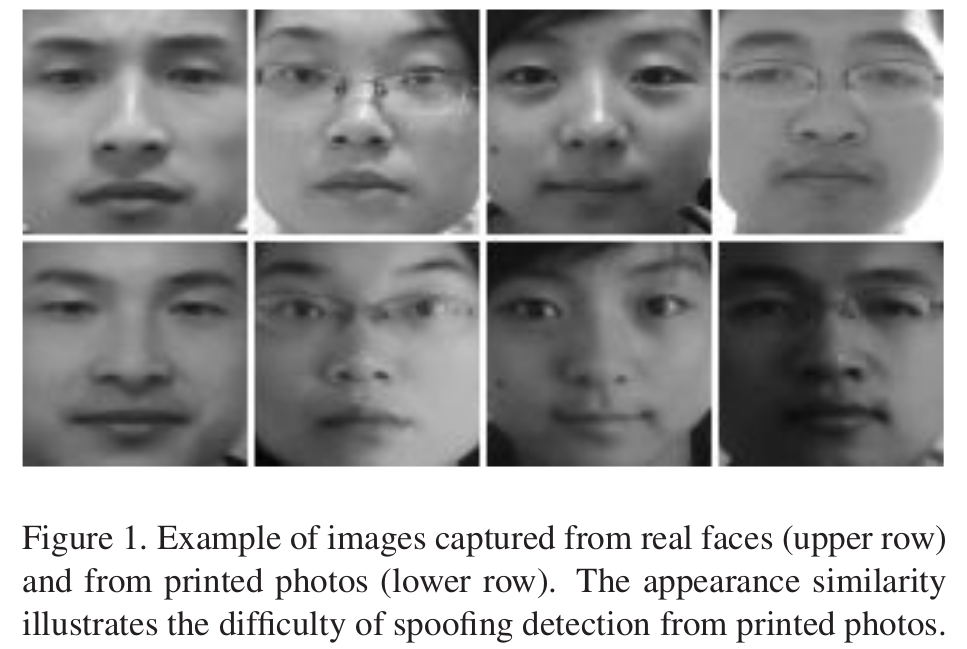 Figure 1. Example of images captured from real faces (upper row)
and from printed photos (lower row). The appearance similarity
illustrates the difficulty of spoofing detection from printed photos.